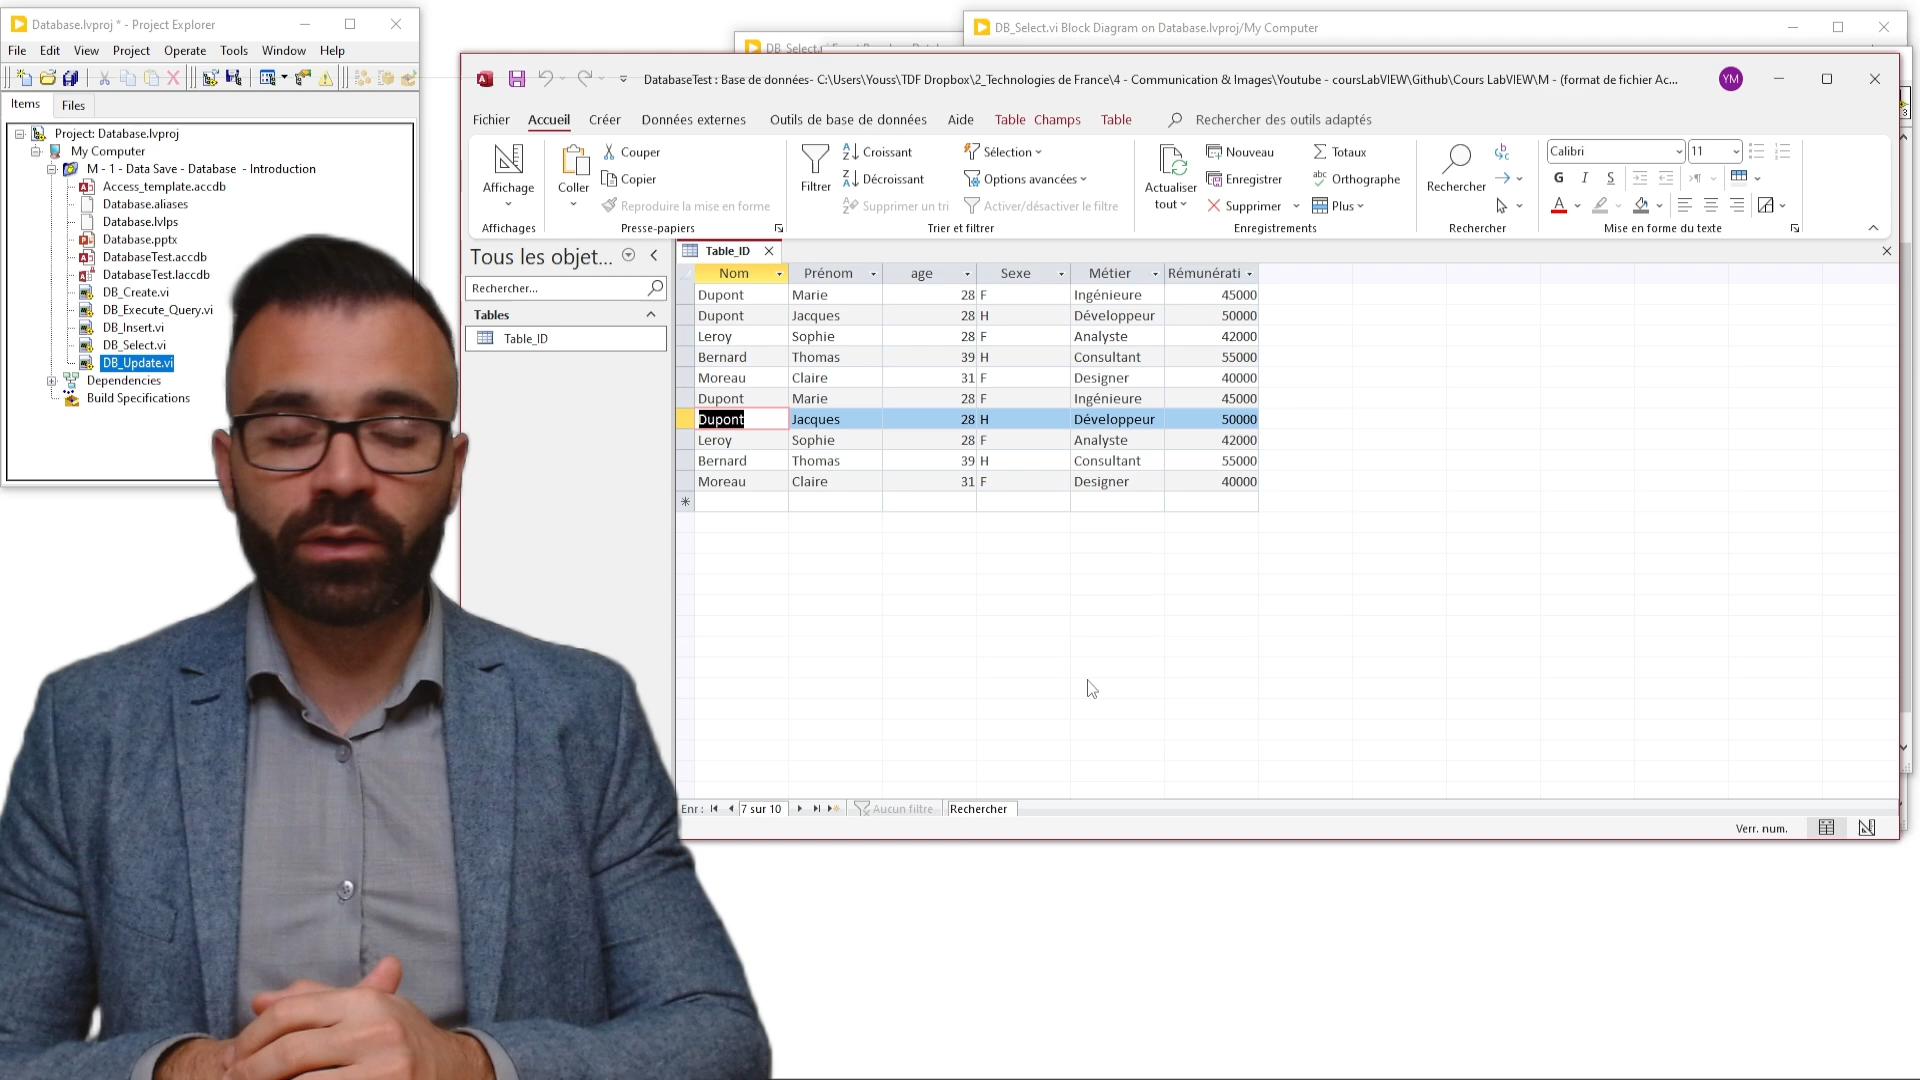 Database.lvproj * - Project Explorer
File Edit View Project Operate Tools Window Help
Items Files
Project: Database.lvproj
My Computer
M - 1 - Data Save - Database - Introduction
Access_template.accdb
Database.aliases
Database.lvlps
Database.pptx
DatabaseTest.accdb
DatabaseTest.laccdb
DB_Create.vi
DB_Execute_Query.vi
DB_Insert.vi
DB_Select.vi
DB_Update.vi
Dependencies
Build Specifications
DB_Select.vi Block Diagram on Database.lvproj/My Computer
DatabaseTest : Base de données- C:\Users\Youss\TDF Dropbox\2_Technologies de France\4 - Communication & Images\Youtube - coursLabVIEW\Github\Cours LabVIEW\M - (format de fichier Ac...
YM
Fichier Accueil Créer Données externes Outils de base de données Aide Table Champs Table Rechercher des outils adaptés
Affichage
Affichages
Coller
Couper
Copier
Reproduire la mise en forme
Presse-papiers
Filtrer
Croissant
Décroissant
Supprimer un tri
Sélection
Options avancées
Activer/désactiver le filtre
Trier et filtrer
Actualiser
tout
Nouveau
Enregistrer
Supprimer
Totaux
Orthographe
Plus
Enregistrements
Rechercher
Rechercher
Calibri 11
G I S
Mise en forme du texte
Tous les objet...
Rechercher...
Tables
Table_ID
Table_ID
Nom Prénom age Sexe Métier Rémunérati
Dupont Marie 28 F Ingénieure 45000
Dupont Jacques 28 H Développeur 50000
Leroy Sophie 28 F Analyste 42000
Bernard Thomas 39 H Consultant 55000
Moreau Claire 31 F Designer 40000
Dupont Marie 28 F Ingénieure 45000
Dupont Jacques 28 H Développeur 50000
Leroy Sophie 28 F Analyste 42000
Bernard Thomas 39 H Consultant 55000
Moreau Claire 31 F Designer 40000
Enr : 7 sur 10 Aucun filtre Rechercher
Verr. num.